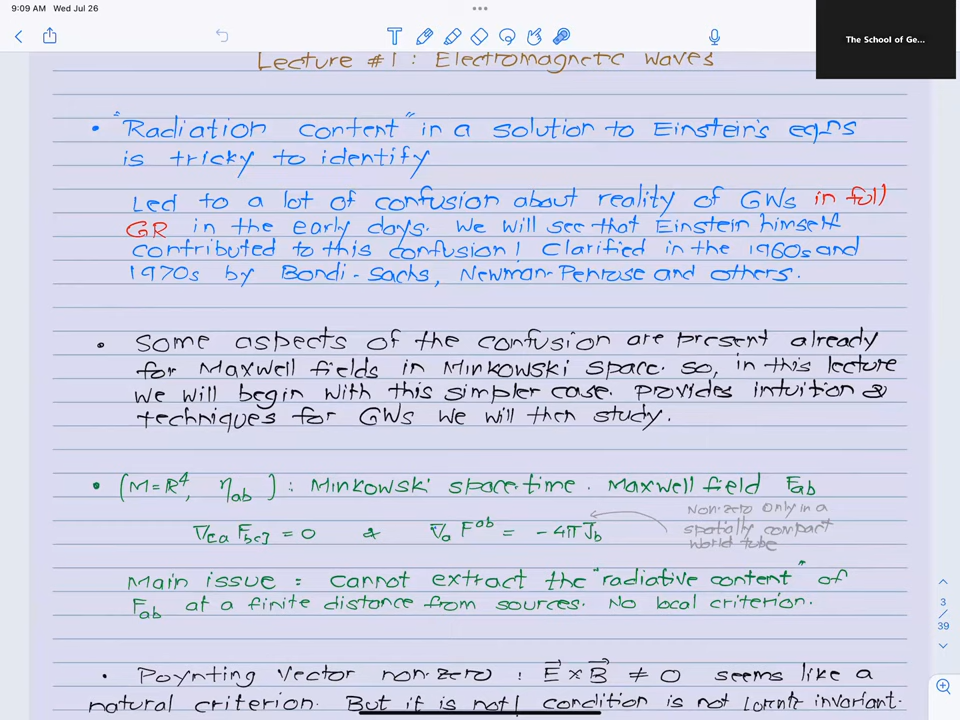 9:09 AM Wed Jul 26
The School of Ge...
Lecture #1 : Electromagnetic Waves
• "Radiation content" in a solution to Einstein's eqns
is tricky to identify
Led to a lot of confusion about reality of GWs in full
GR in the early days. We will see that Einstein himself
contributed to this confusion! Clarified in the 1960s and
1970s by Bondi-Sachs, Newman-Penrose and others.
• Some aspects of the confusion are present already
for Maxwell fields in Minkowski space. So, in this lecture
we will begin with this simpler case. Provides intuition &
techniques for GWs we will then study.
• (M=ℝ⁴, η_ab) : Minkowski space-time. Maxwell field F_ab
∇_[a F_bc] = 0 & ∇_a F^ab = -4π J_b
Non-zero only in a
spatially compact
world tube
Main issue : cannot extract the "radiative content" of
F_ab at a finite distance from sources. No local criterion.
• Poynting vector non-zero : E⃗ × B⃗ ≠ 0 seems like a
natural criterion. But it is not! condition is not Lorntz invariant.
3
/
39